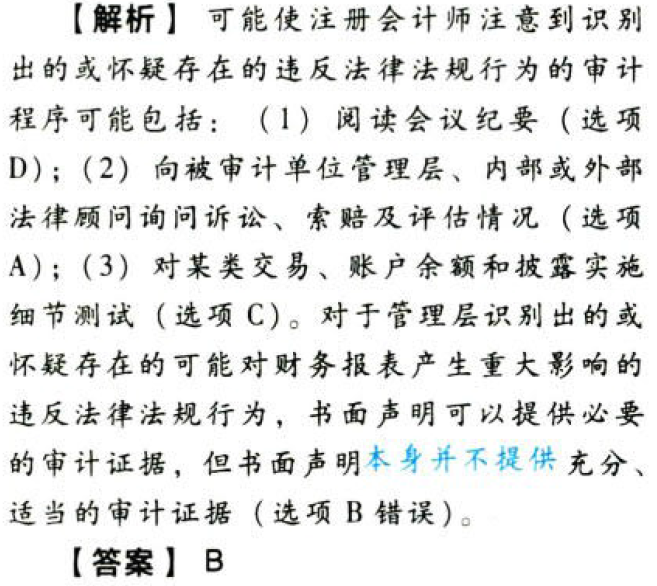 【解析】 可能使注册会计师注意到识别
出的或怀疑存在的违反法律法规行为的审计
程序可能包括：（1）阅读会议纪要（选项
D）；（2）向被审计单位管理层、内部或外部
法律顾问询问诉讼、索赔及评估情况（选项
A）；（3）对某类交易、账户余额和披露实施
细节测试（选项 C）。对于管理层识别出的或
怀疑存在的可能对财务报表产生重大影响的
违反法律法规行为，书面声明可以提供必要
的审计证据，但书面声明本身并不提供充分、
适当的审计证据（选项 B 错误）。
【答案】 B